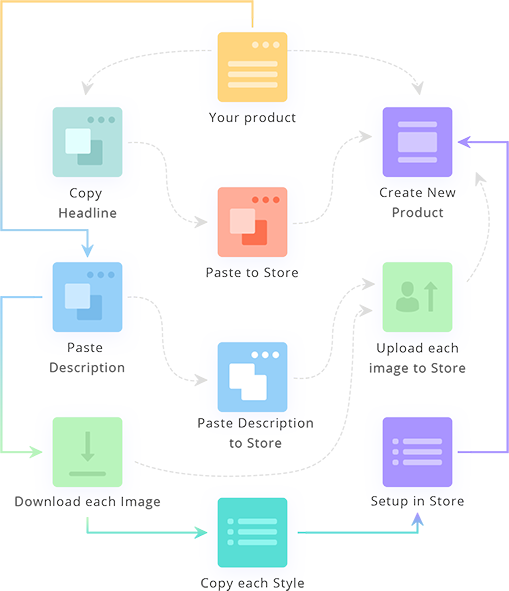 Your product
Copy
Headline
Create New
Product
Paste to Store
Paste
Description
Upload each
image to Store
Paste Description
to Store
Download each Image
Setup in Store
Copy each Style